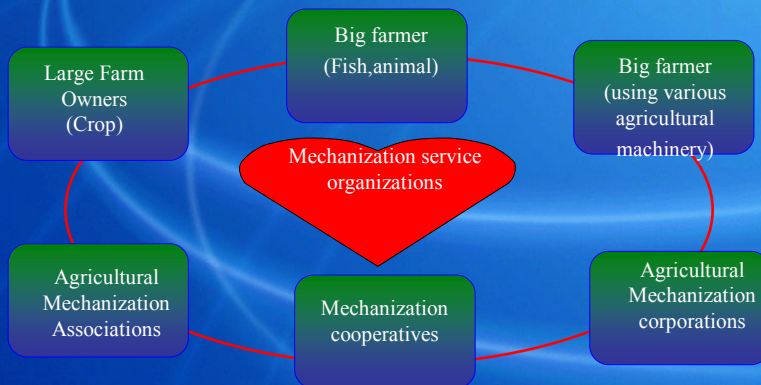 Large Farm
Owners
(Crop)
Big farmer
(Fish,animal)
Big farmer
(using various
agricultural
machinery)
Mechanization service
organizations
Agricultural
Mechanization
Associations
Mechanization
cooperatives
Agricultural
Mechanization
corporations